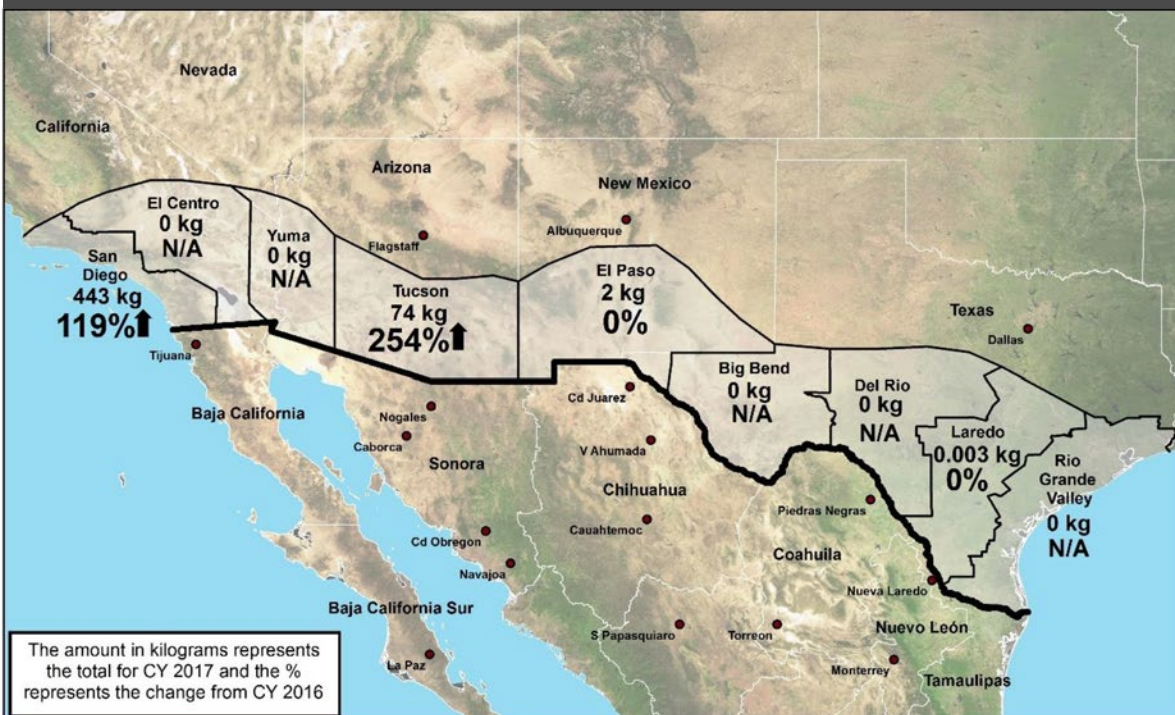 Nevada
California
Arizona
New Mexico
Albuquerque
Flagstaff
El Centro
0 kg
N/A
Yuma
0 kg
N/A
San
Diego
443 kg
119%
Tucson
74 kg
254%
El Paso
2 kg
0%
Texas
Dallas
Big Bend
0 kg
N/A
Del Rio
0 kg
N/A
Laredo
0.003 kg
0%
Rio
Grande
Valley
0 kg
N/A
Tijuana
Baja California
Nogales
Caborca
Sonora
Cd Juarez
V Ahumada
Chihuahua
Cauahtemoc
Piedras Negras
Coahuila
Cd Obregon
Navajoa
Nueva Laredo
Baja California Sur
Nuevo León
S Papasquiaro
Torreon
La Paz
Monterrey
Tamaulipas
The amount in kilograms represents
the total for CY 2017 and the %
represents the change from CY 2016